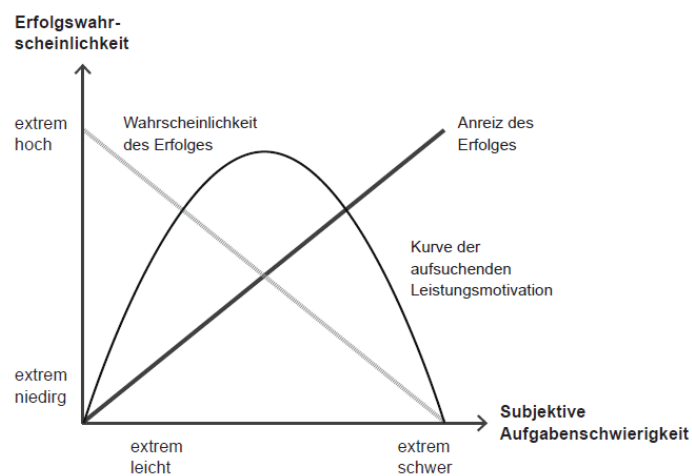 Erfolgswahr-
scheinlichkeit
extrem
hoch
Wahrscheinlichkeit
des Erfolges
Anreiz des
Erfolges
Kurve der
aufsuchenden
Leistungsmotivation
extrem
niedirg
Subjektive
Aufgabenschwierigkeit
extrem
leicht
extrem
schwer